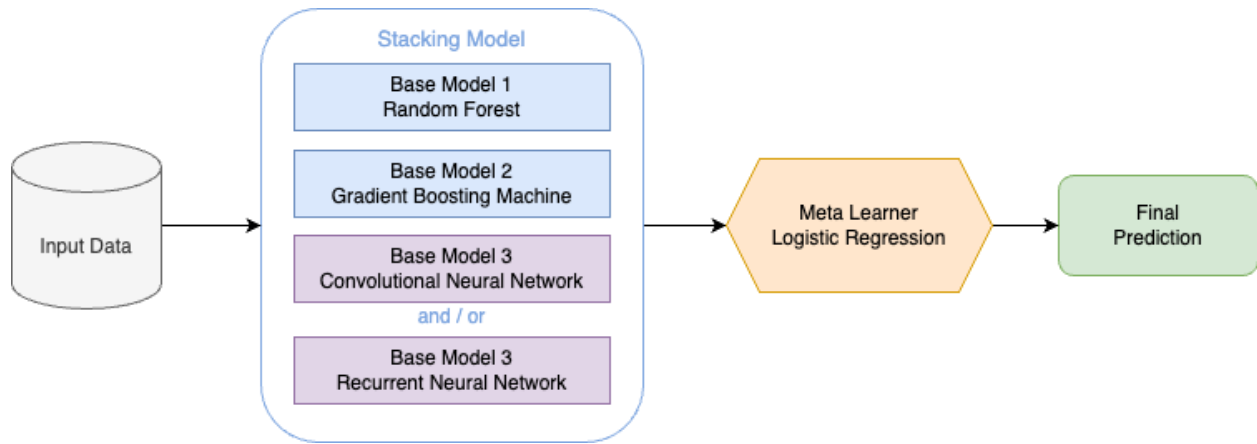 Stacking Model
Base Model 1
Random Forest
Base Model 2
Gradient Boosting Machine
Base Model 3
Convolutional Neural Network
and / or
Base Model 3
Recurrent Neural Network
Input Data
Meta Learner
Logistic Regression
Final
Prediction